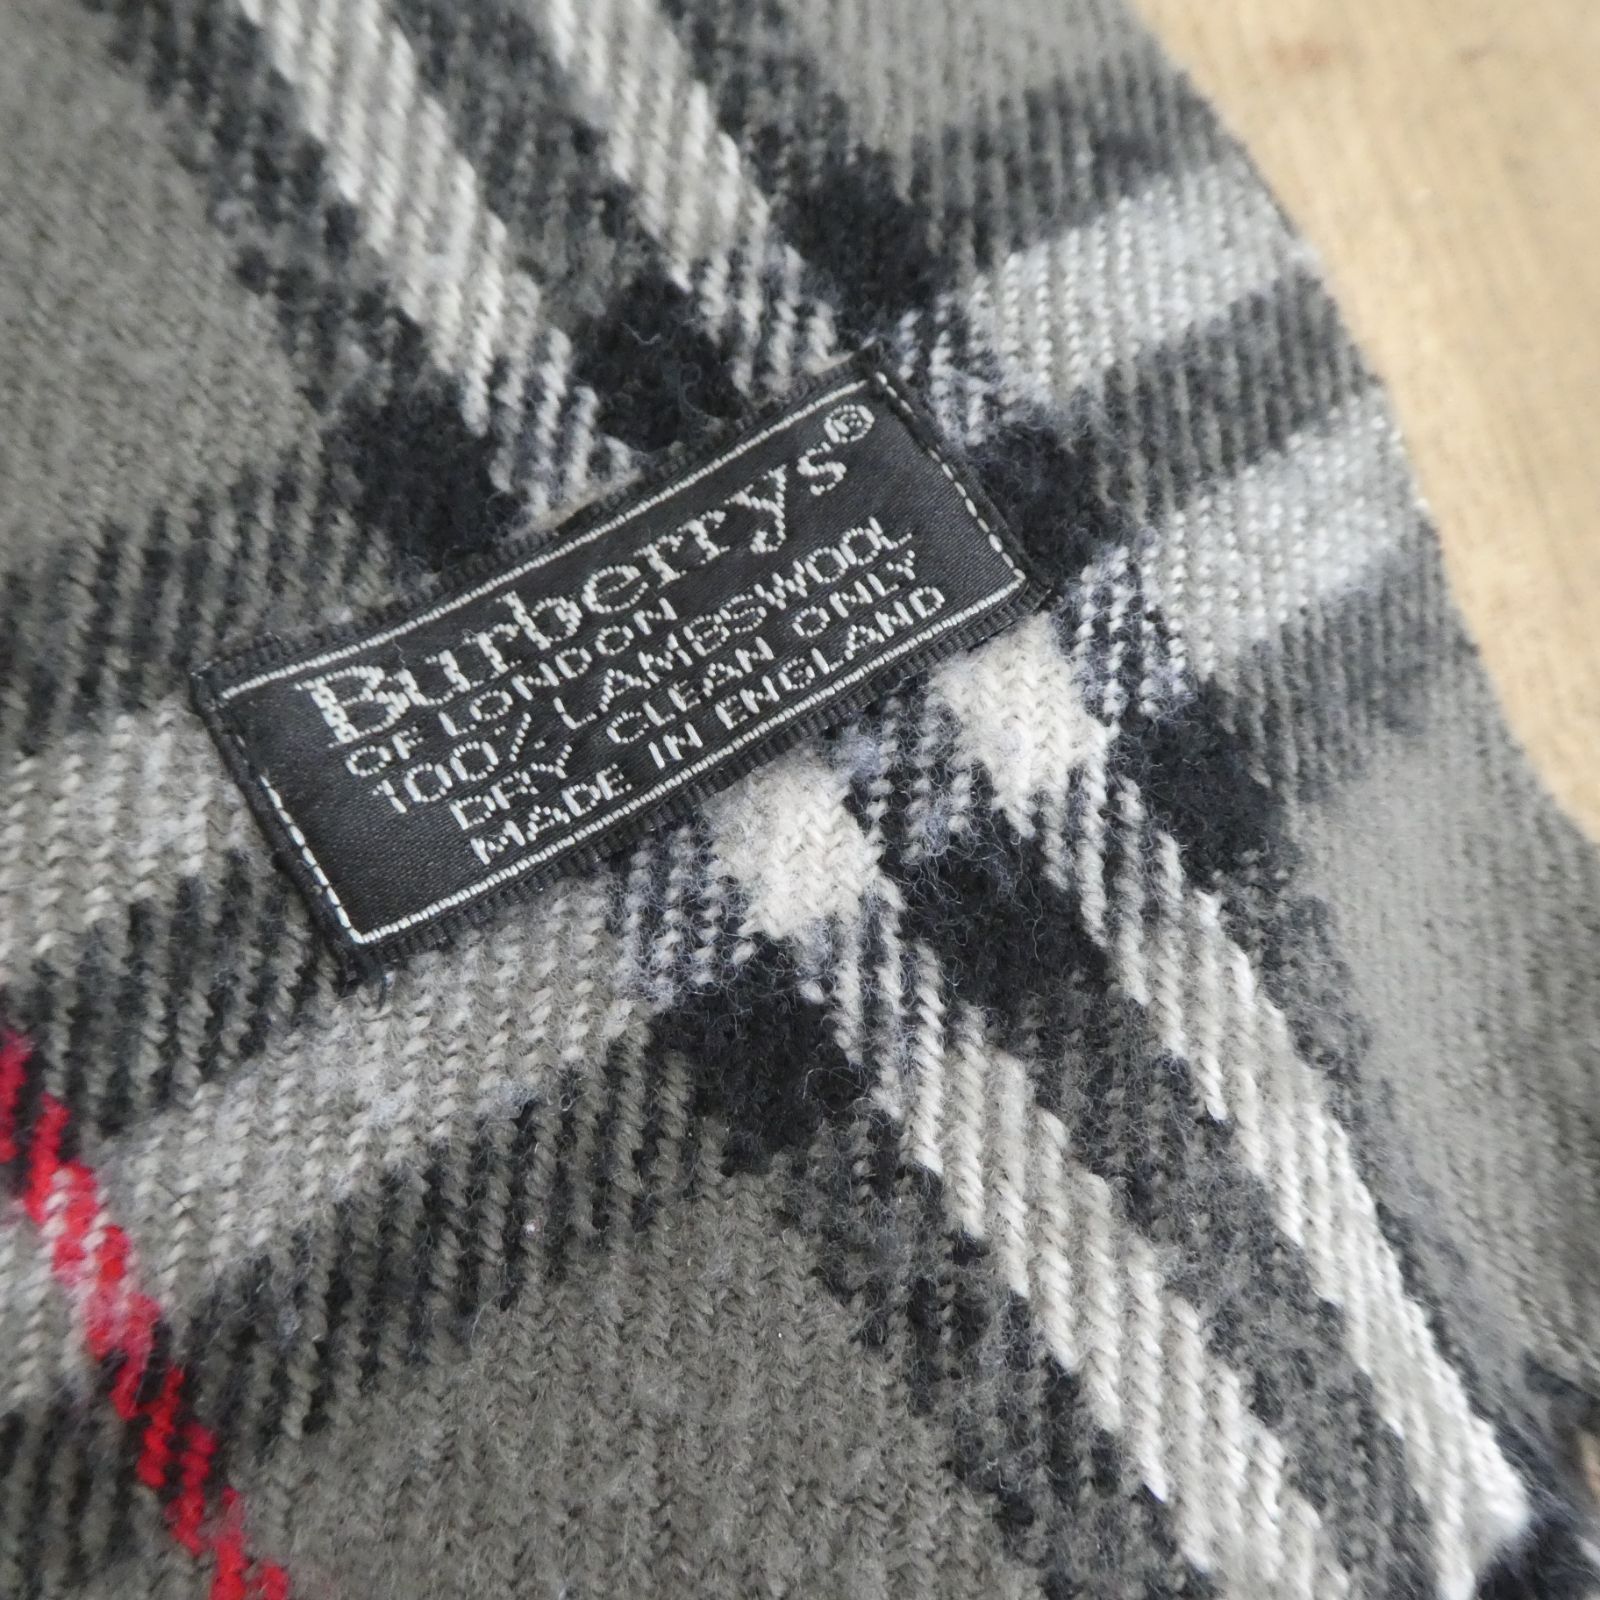 Burberrys®
OF LONDON
100% LAMBSWOOL
DRY CLEAN ONLY
MADE IN ENGLAND